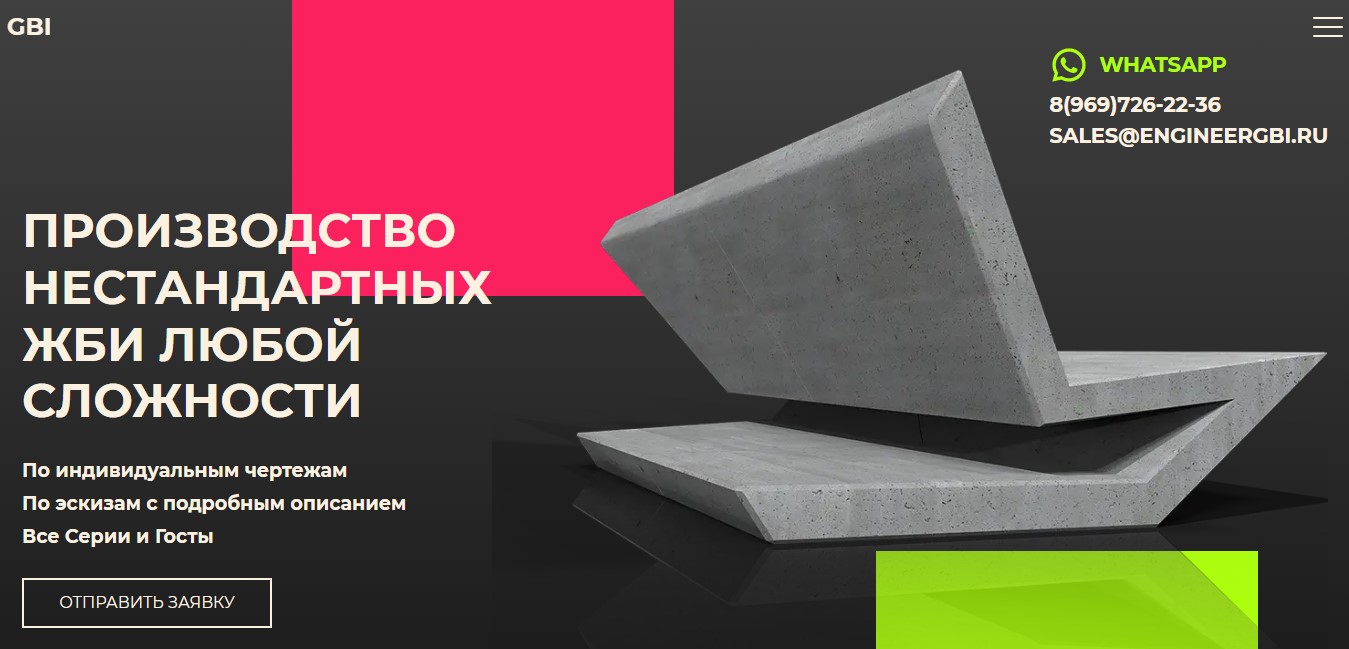 GBI
WHATSAPP
8(969)726-22-36
SALES@ENGINEERGBI.RU
ПРОИЗВОДСТВО
НЕСТАНДАРТНЫХ
ЖБИ ЛЮБОЙ
СЛОЖНОСТИ
По индивидуальным чертежам
По эскизам с подробным описанием
Все Серии и Госты
ОТПРАВИТЬ ЗАЯВКУ